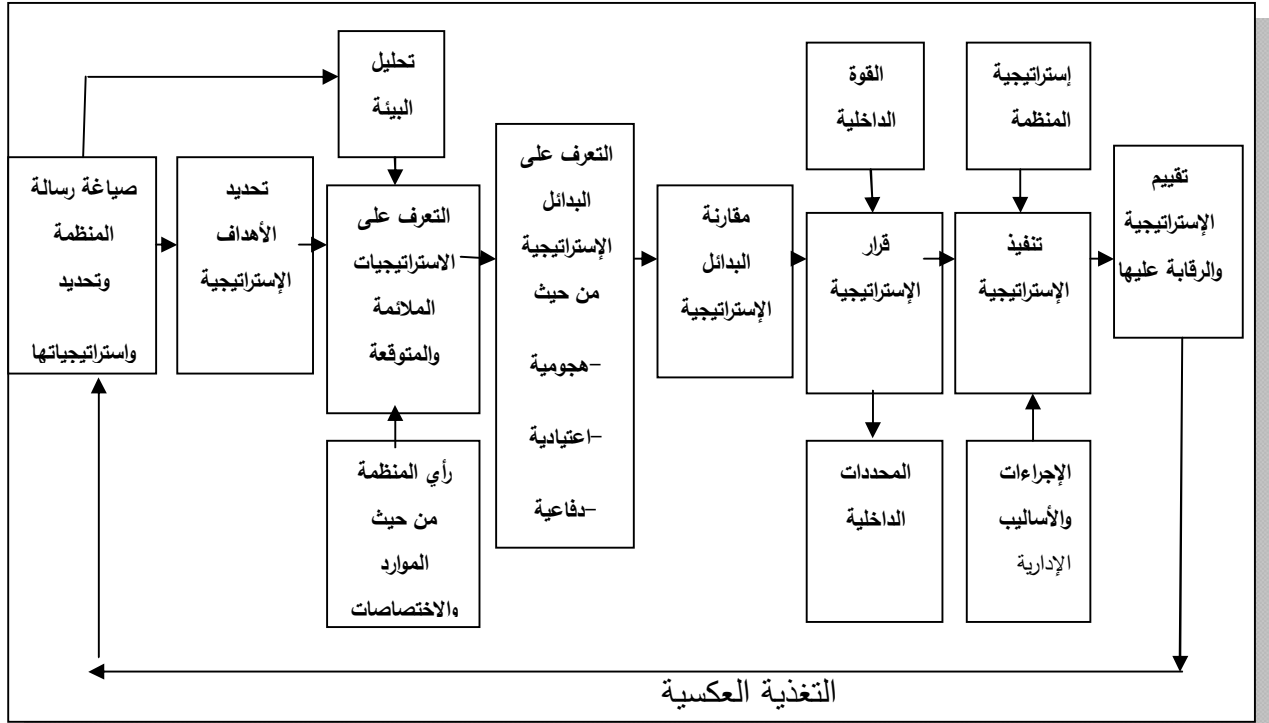 صياغة رسالة
المنظمة
وتحديد
واستراتيجياتها
تحديد
الأهداف
الإستراتيجية
تحليل
البيئة
التعرف على
الاستراتيجيات
الملائمة
والمتوقعة
رأي المنظمة
من حيث
الموارد
والاختصاصات
التعرف على
البدائل
الإستراتيجية
من حيث
-هجومية
-اعتيادية
-دفاعية
مقارنة
البدائل
الإستراتيجية
القوة
الداخلية
قرار
الإستراتيجية
المحددات
الداخلية
إستراتيجية
المنظمة
تنفيذ
الإستراتيجية
الإجراءات
والأساليب
الإدارية
تقييم
الإستراتيجية
والرقابة عليها
التغذية العكسية